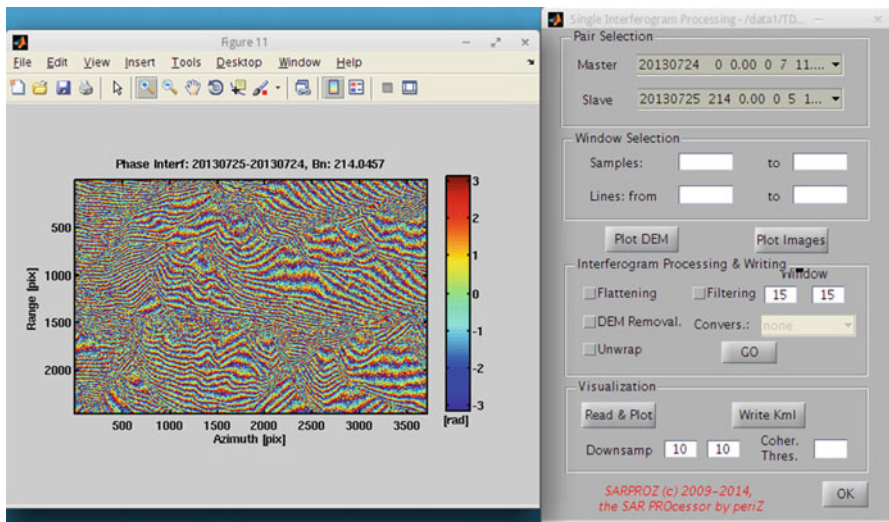 Figure 11
File Edit View Insert Tools Desktop Window Help
Phase Interf: 20130725-20130724, Bn: 214.0457
500
1000
1500
2000
Range [pix]
500 1000 1500 2000 2500 3000 3500
Azimuth [pix]
3
2
1
0
-1
-2
-3
[rad]
Single Interferogram Processing - /data1/TD...
Pair Selection
Master 20130724 0 0.00 0 7 11....
Slave 20130725 214 0.00 0 5 1...
Window Selection
Samples: to
Lines: from to
Plot DEM Plot Images
Interferogram Processing & Writing
Window
Flattening Filtering 15 15
DEM Removal. Convers.: none
Unwrap GO
Visualization
Read & Plot Write Kml
Downsamp 10 10 Coher.
Thres.
SARPROZ (c) 2009-2014,
the SAR PROcessor by periZ
OK